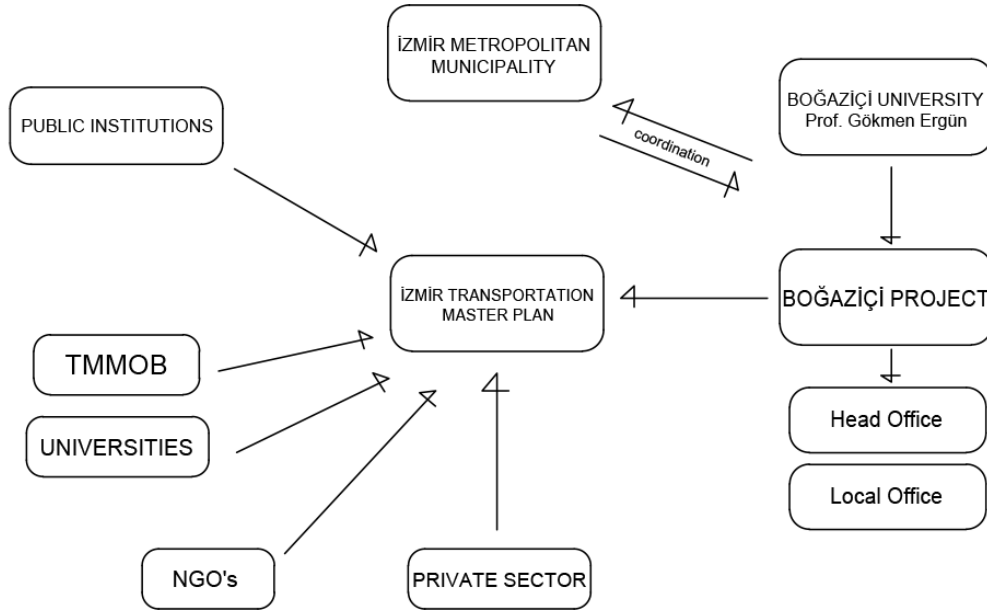 İZMİR METROPOLITAN
MUNICIPALITY
BOĞAZİÇİ UNIVERSITY
Prof. Gökmen Ergün
PUBLIC INSTITUTIONS
coordination
İZMİR TRANSPORTATION
MASTER PLAN
BOĞAZİÇİ PROJECT
TMMOB
UNIVERSITIES
Head Office
Local Office
NGO's
PRIVATE SECTOR